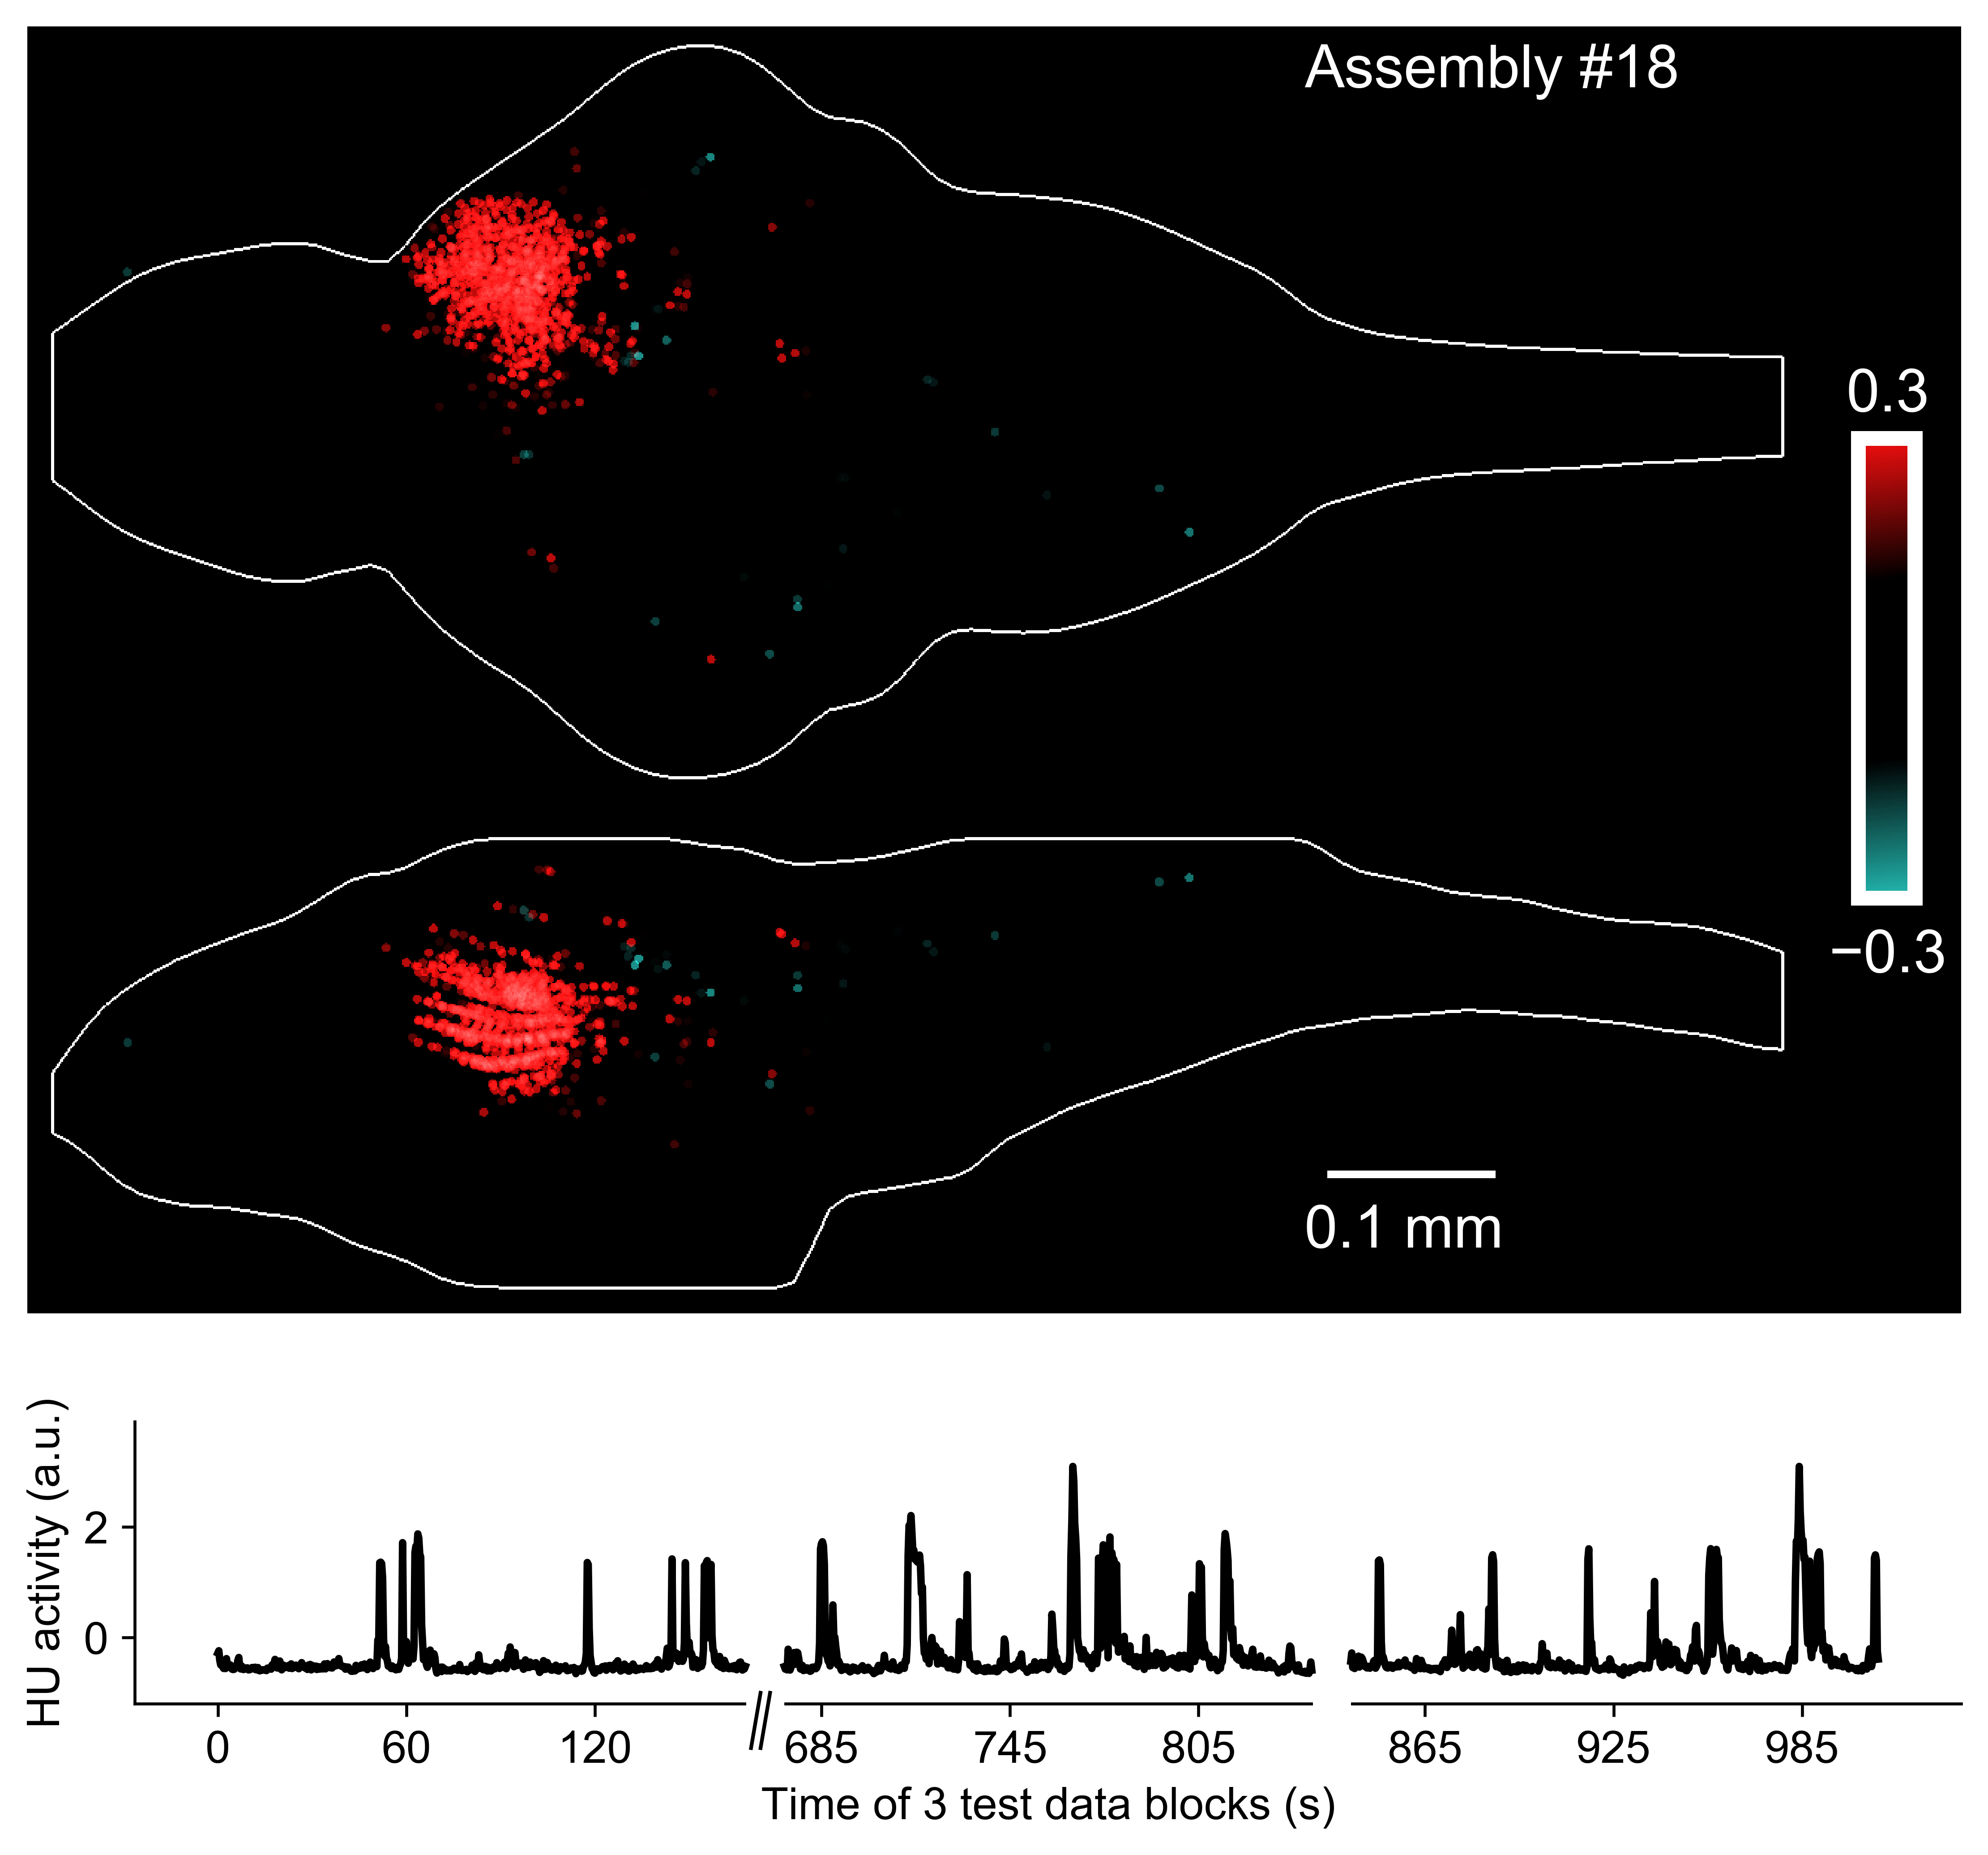 Assembly #18
0.3
−0.3
0.1 mm
HU activity (a.u.)
2
0
0 60 120 685 745 805 865 925 985
Time of 3 test data blocks (s)